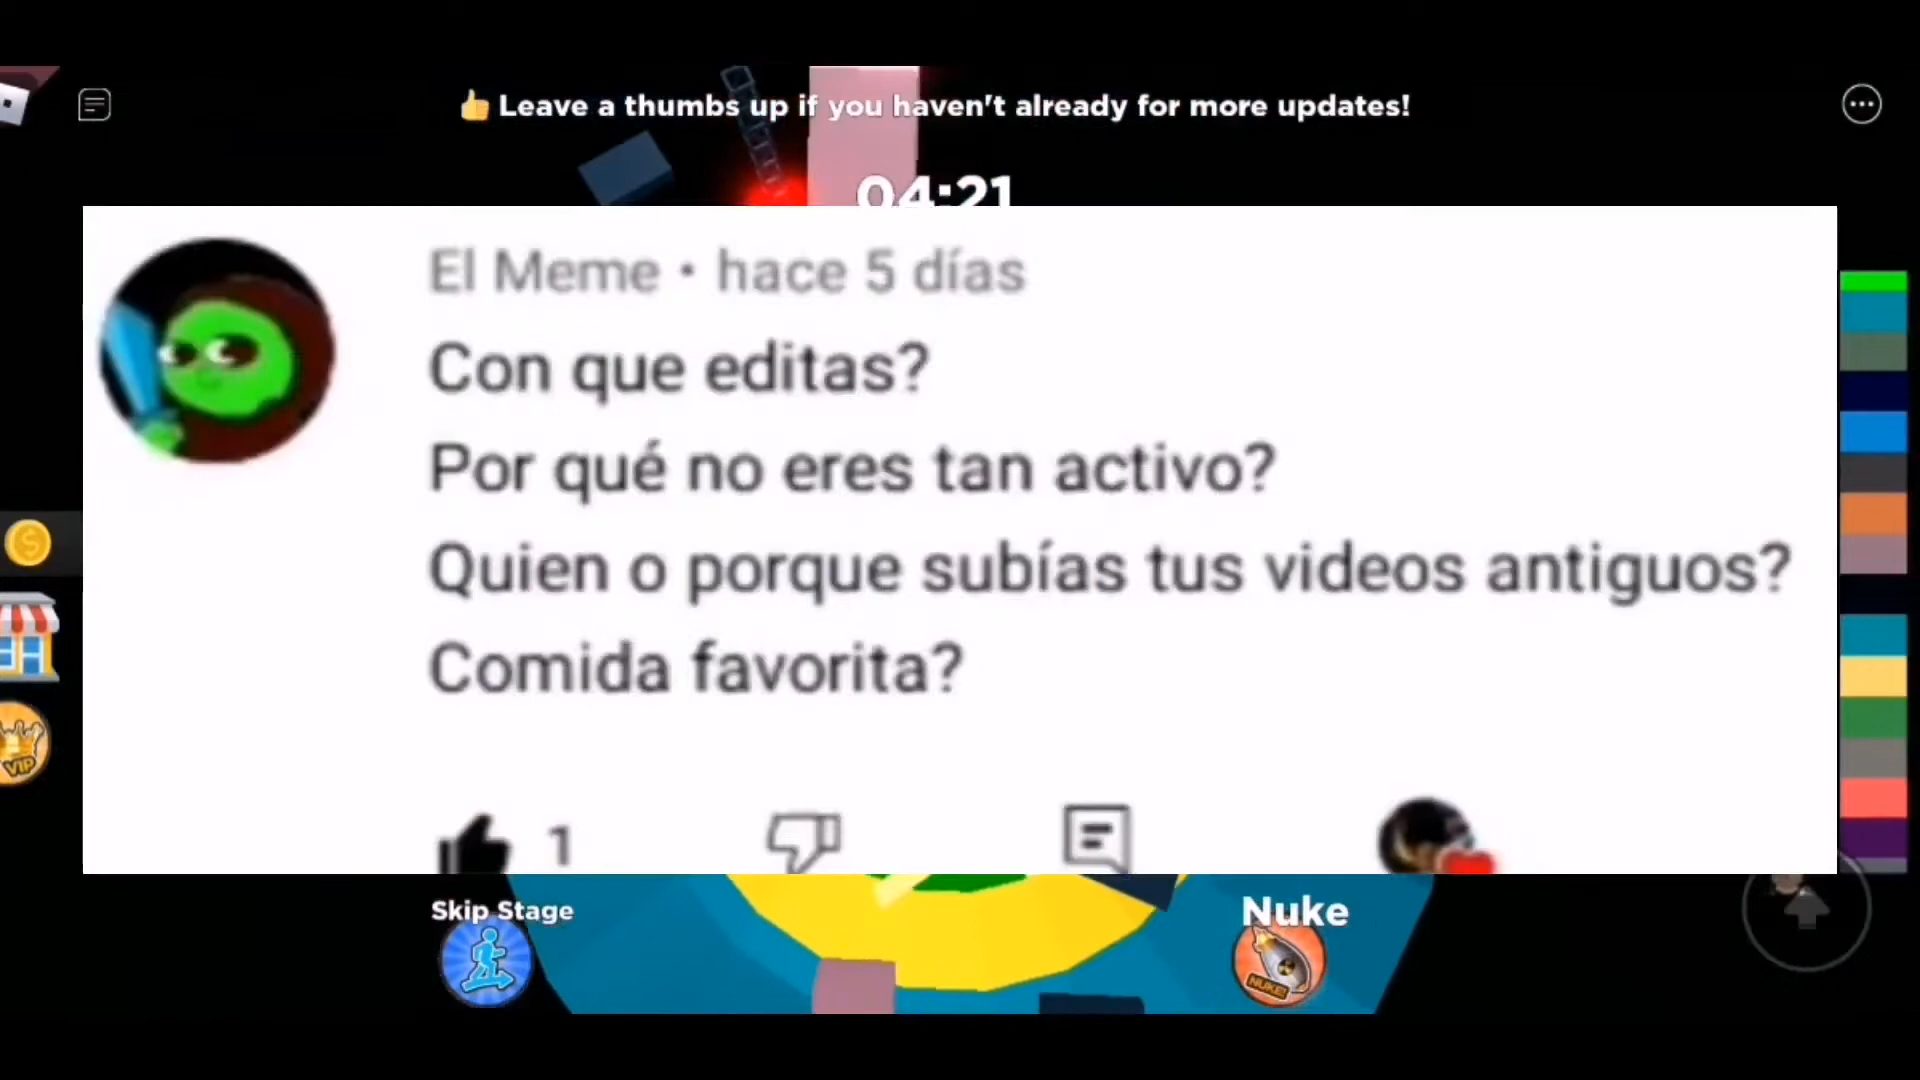 👍 Leave a thumbs up if you haven't already for more updates!
04:21
El Meme • hace 5 días
Con que editas?
Por qué no eres tan activo?
Quien o porque subías tus videos antiguos?
Comida favorita?
1
VIP
Skip Stage
Nuke
NUKE!